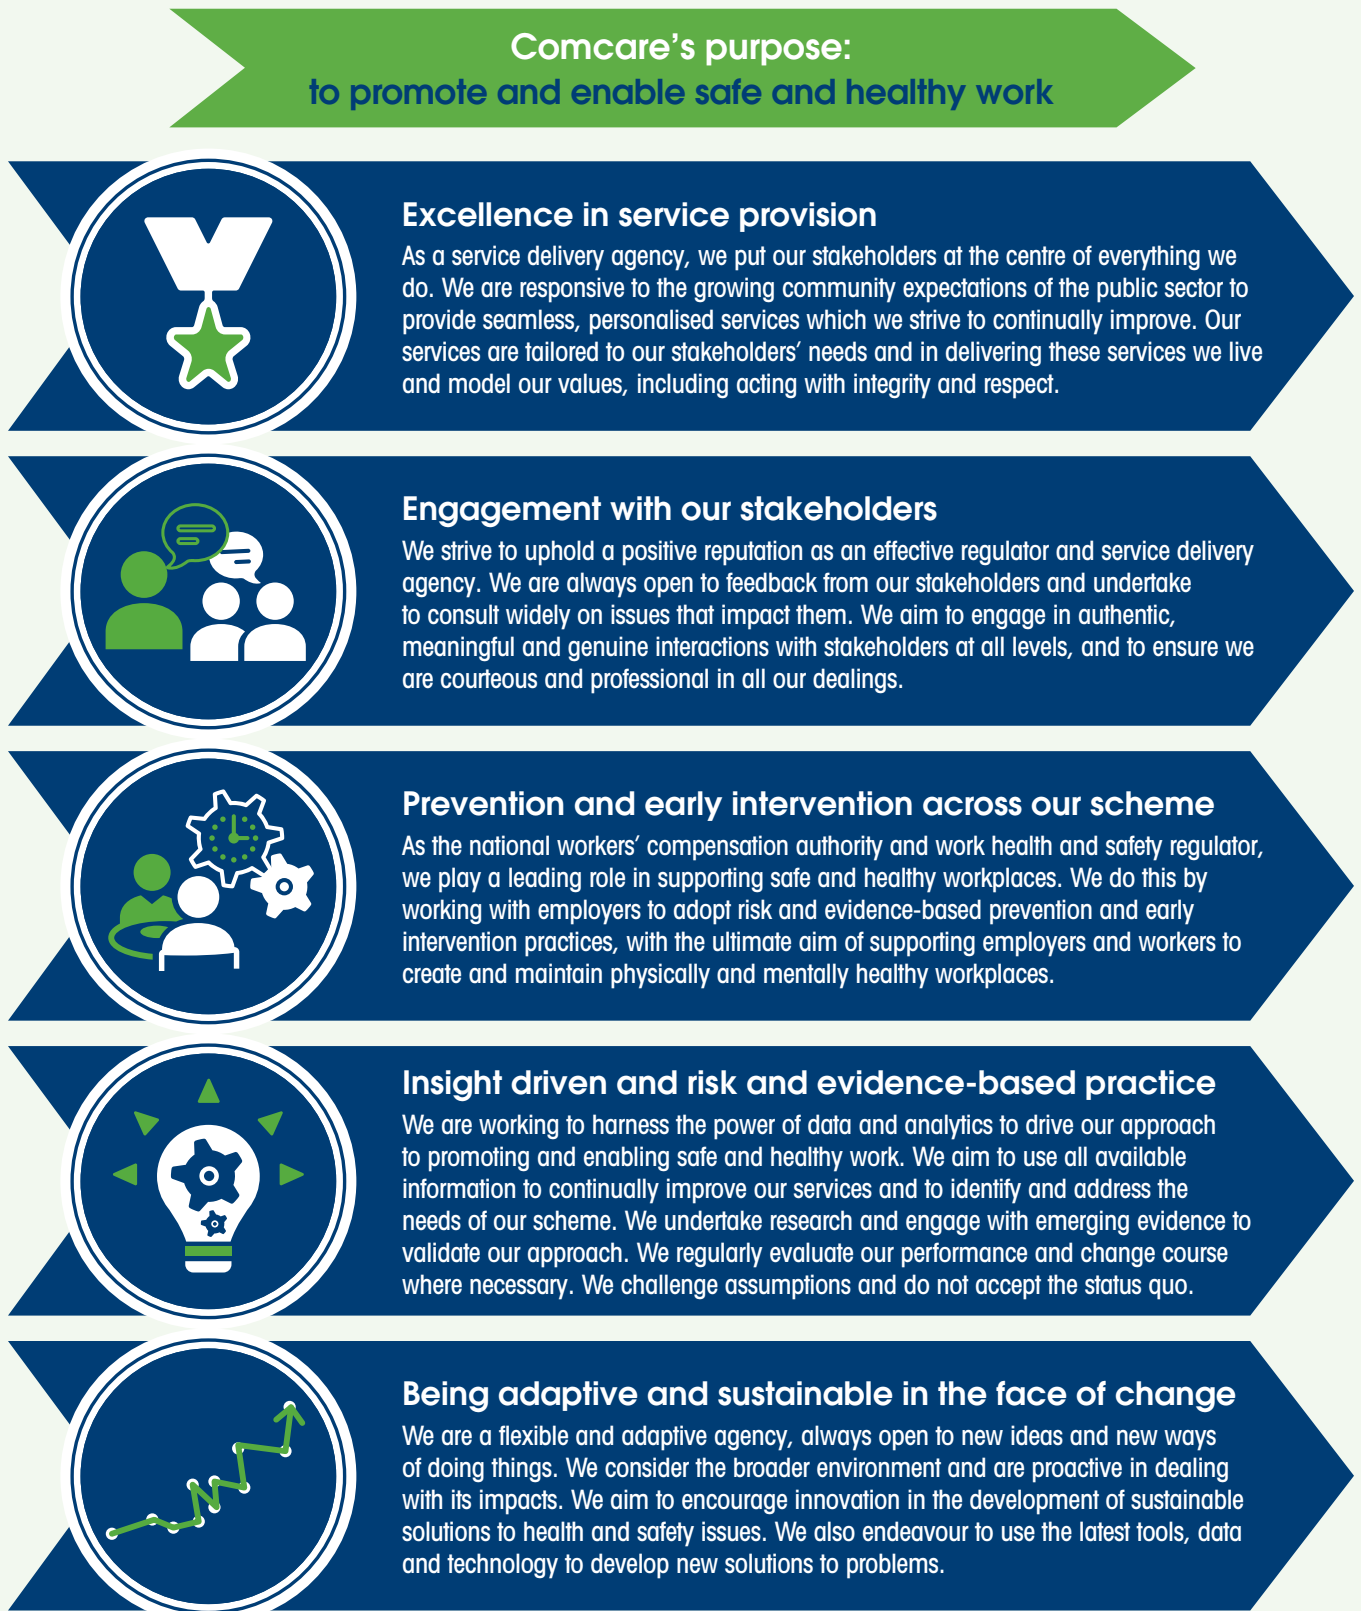 Comcare’s purpose:
to promote and enable safe and healthy work
Excellence in service provision
As a service delivery agency, we put our stakeholders at the centre of everything we
do. We are responsive to the growing community expectations of the public sector to
provide seamless, personalised services which we strive to continually improve. Our
services are tailored to our stakeholders’ needs and in delivering these services we live
and model our values, including acting with integrity and respect.
Engagement with our stakeholders
We strive to uphold a positive reputation as an effective regulator and service delivery
agency. We are always open to feedback from our stakeholders and undertake
to consult widely on issues that impact them. We aim to engage in authentic,
meaningful and genuine interactions with stakeholders at all levels, and to ensure we
are courteous and professional in all our dealings.
Prevention and early intervention across our scheme
As the national workers’ compensation authority and work health and safety regulator,
we play a leading role in supporting safe and healthy workplaces. We do this by
working with employers to adopt risk and evidence-based prevention and early
intervention practices, with the ultimate aim of supporting employers and workers to
create and maintain physically and mentally healthy workplaces.
Insight driven and risk and evidence-based practice
We are working to harness the power of data and analytics to drive our approach
to promoting and enabling safe and healthy work. We aim to use all available
information to continually improve our services and to identify and address the
needs of our scheme. We undertake research and engage with emerging evidence to
validate our approach. We regularly evaluate our performance and change course
where necessary. We challenge assumptions and do not accept the status quo.
Being adaptive and sustainable in the face of change
We are a flexible and adaptive agency, always open to new ideas and new ways
of doing things. We consider the broader environment and are proactive in dealing
with its impacts. We aim to encourage innovation in the development of sustainable
solutions to health and safety issues. We also endeavour to use the latest tools, data
and technology to develop new solutions to problems.